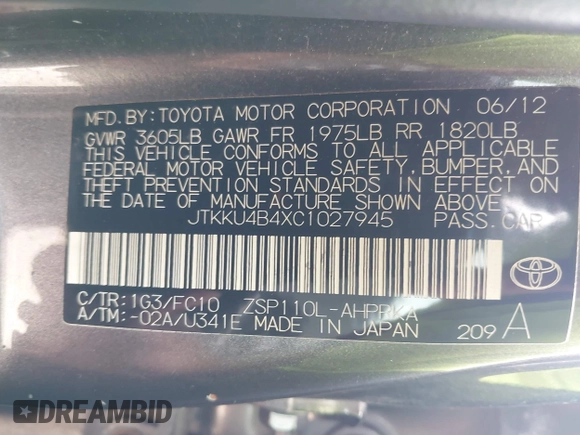 MFD. BY: TOYOTA MOTOR CORPORATION 06/12
GVWR 3605LB GAWR FR 1975LB RR 1820LB
THIS VEHICLE CONFORMS TO ALL APPLICABLE
FEDERAL MOTOR VEHICLE SAFETY, BUMPER, AND
THEFT PREVENTION STANDARDS IN EFFECT ON
THE DATE OF MANUFACTURE SHOWN ABOVE.
JTKKU4B4XC1027945 PASS. CAR
C/TR: 1G3/FC10 ZSP110L-AHPRKA
A/TM: -02A/U341E MADE IN JAPAN
209 A
DREAMBID